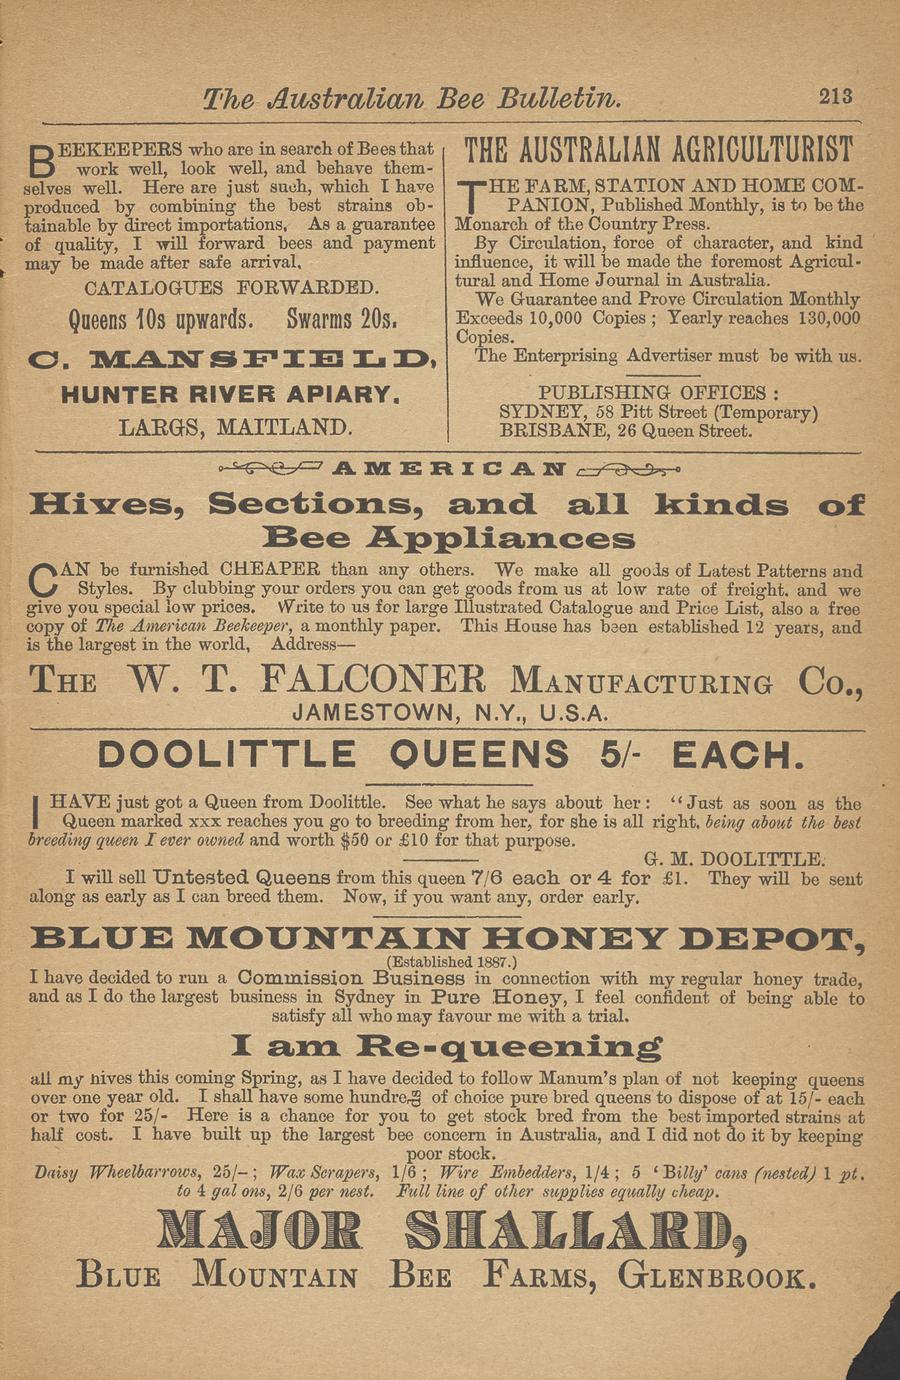 The Australian Bee Bulletin.
213
BEEKEEPERS who are in search of Bees that
work well, look well, and behave them-
selves well. Here are just such, which I have
produced by combining the best strains ob-
tainable by direct importations. As a guarantee
of quality, I will forward bees and payment
may be made after safe arrival.
CATALOGUES FORWARDED.
Queens 10s upwards. Swarms 20s.
C. MANSFIELD,
HUNTER RIVER APIARY.
LARGS, MAITLAND.
THE AUSTRALIAN AGRICULTURIST
THE FARM, STATION AND HOME COM-
PANION, Published Monthly, is to be the
Monarch of the Country Press.
By Circulation, force of character, and kind
influence, it will be made the foremost Agricul-
tural and Home Journal in Australia.
We Guarantee and Prove Circulation Monthly
Exceeds 10,000 Copies ; Yearly reaches 130,000
Copies.
The Enterprising Advertiser must be with us.
PUBLISHING OFFICES :
SYDNEY, 58 Pitt Street (Temporary)
BRISBANE, 26 Queen Street.
AMERICAN
Hives, Sections, and all kinds of
Bee Appliances
CAN be furnished CHEAPER than any others. We make all goods of Latest Patterns and
Styles. By clubbing your orders you can get goods from us at low rate of freight. and we
give you special low prices. Write to us for large Illustrated Catalogue and Price List, also a free
copy of The American Beekeeper, a monthly paper. This House has been established 12 years, and
is the largest in the world, Address—
THE W. T. FALCONER MANUFACTURING CO.,
JAMESTOWN, N.Y., U.S.A.
DOOLITTLE QUEENS 5/- EACH.
I HAVE just got a Queen from Doolittle. See what he says about her : “Just as soon as the
Queen marked xxx reaches you go to breeding from her, for she is all right. being about the best
breeding queen I ever owned and worth $50 or £10 for that purpose.
G. M. DOOLITTLE.
I will sell Untested Queens from this queen 7/6 each or 4 for £1. They will be sent
along as early as I can breed them. Now, if you want any, order early.
BLUE MOUNTAIN HONEY DEPOT,
(Established 1887.)
I have decided to run a Commission Business in connection with my regular honey trade,
and as I do the largest business in Sydney in Pure Honey, I feel confident of being able to
satisfy all who may favour me with a trial.
I am Re-queening
all my hives this coming Spring, as I have decided to follow Manum's plan of not keeping queens
over one year old. I shall have some hundreds of choice pure bred queens to dispose of at 15/- each
or two for 25/- Here is a chance for you to get stock bred from the best imported strains at
half cost. I have built up the largest bee concern in Australia, and I did not do it by keeping
poor stock.
Daisy Wheelbarrows, 25/- ; Wax Scrapers, 1/6 ; Wire Embedders, 1/4 ; 5 ‘Billy’ cans (nested) 1 pt.
to 4 gal ons, 2/6 per nest. Full line of other supplies equally cheap.
MAJOR SHALLARD,
BLUE MOUNTAIN BEE FARMS, GLENBROOK.